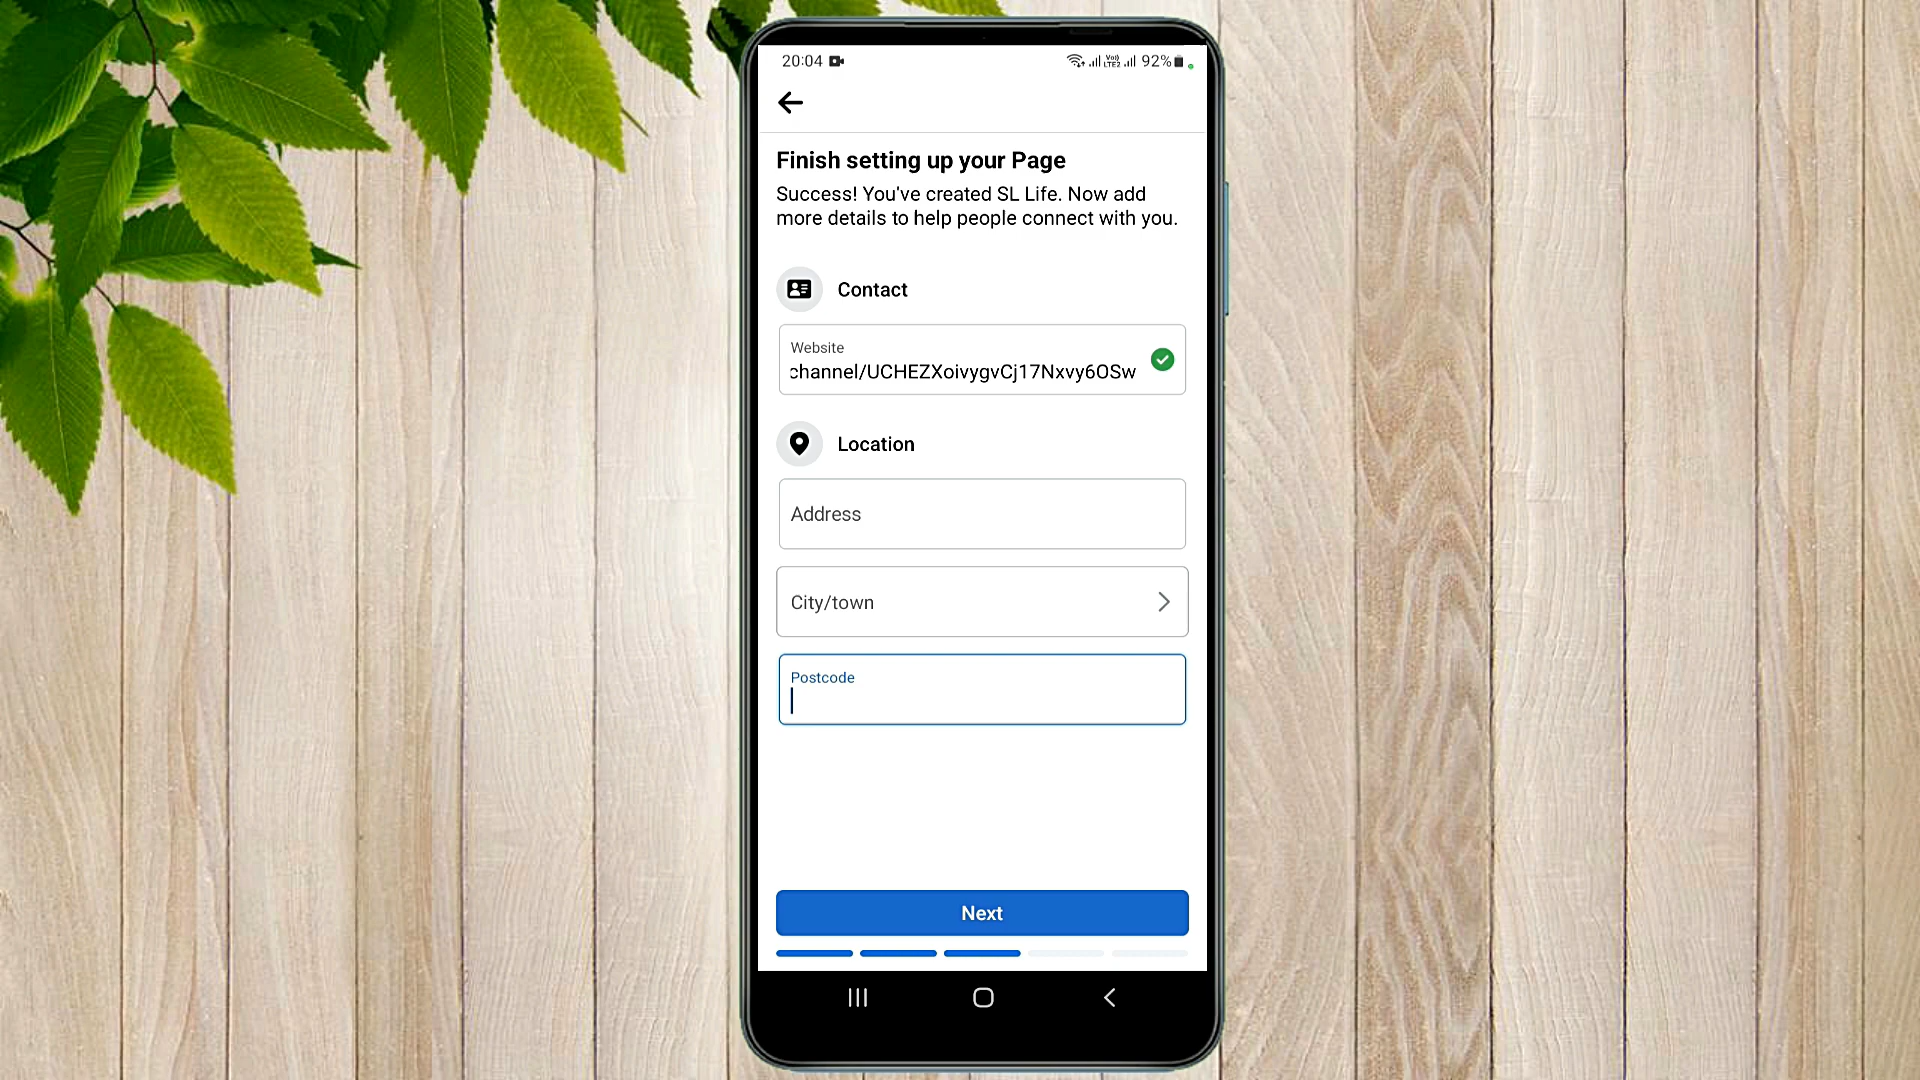 20:04
92%
Finish setting up your Page
Success! You've created SL Life. Now add
more details to help people connect with you.
Contact
Website
channel/UCHEZXoivygvCj17Nxvy6OSw
Location
Address
City/town
Postcode
Next